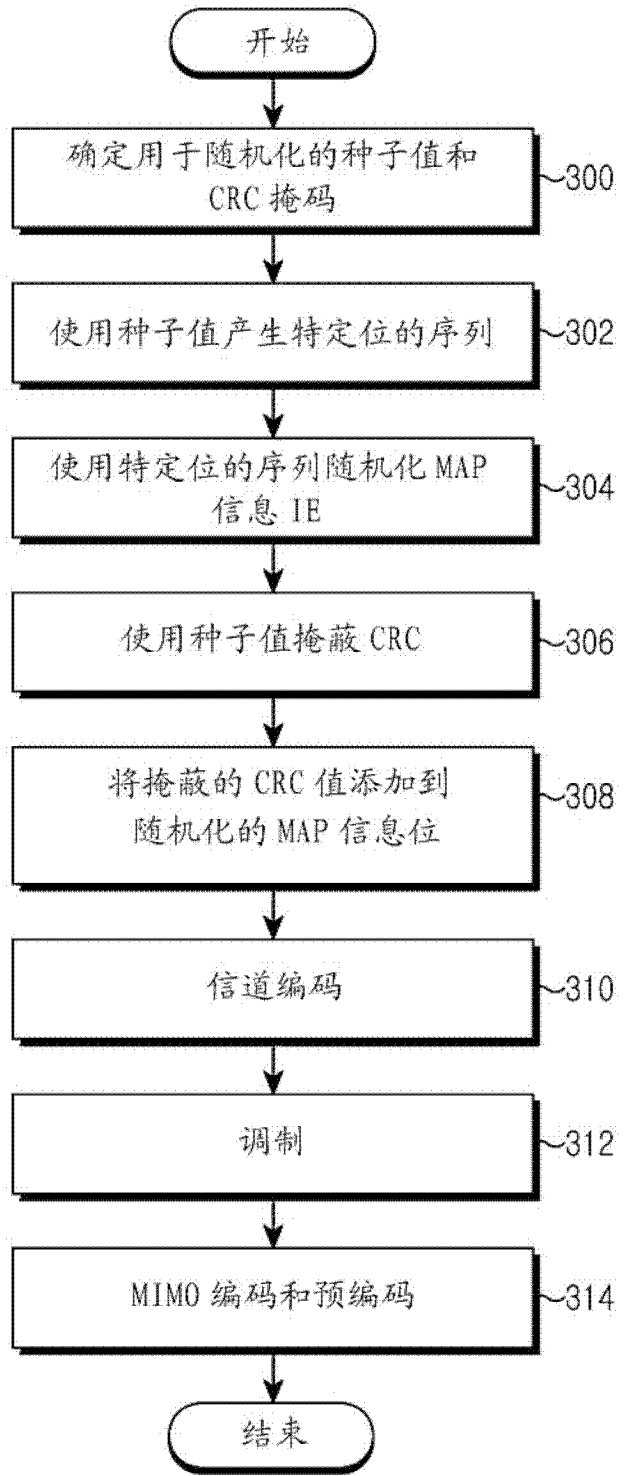 开始
确定用于随机化的种子值和
CRC 掩码
300
使用种子值产生特定位的序列
302
使用特定位的序列随机化 MAP
信息 IE
304
使用种子值掩蔽 CRC
306
将掩蔽的 CRC 值添加到
随机化的 MAP 信息位
308
信道编码
310
调制
312
MIMO 编码和预编码
314
结束